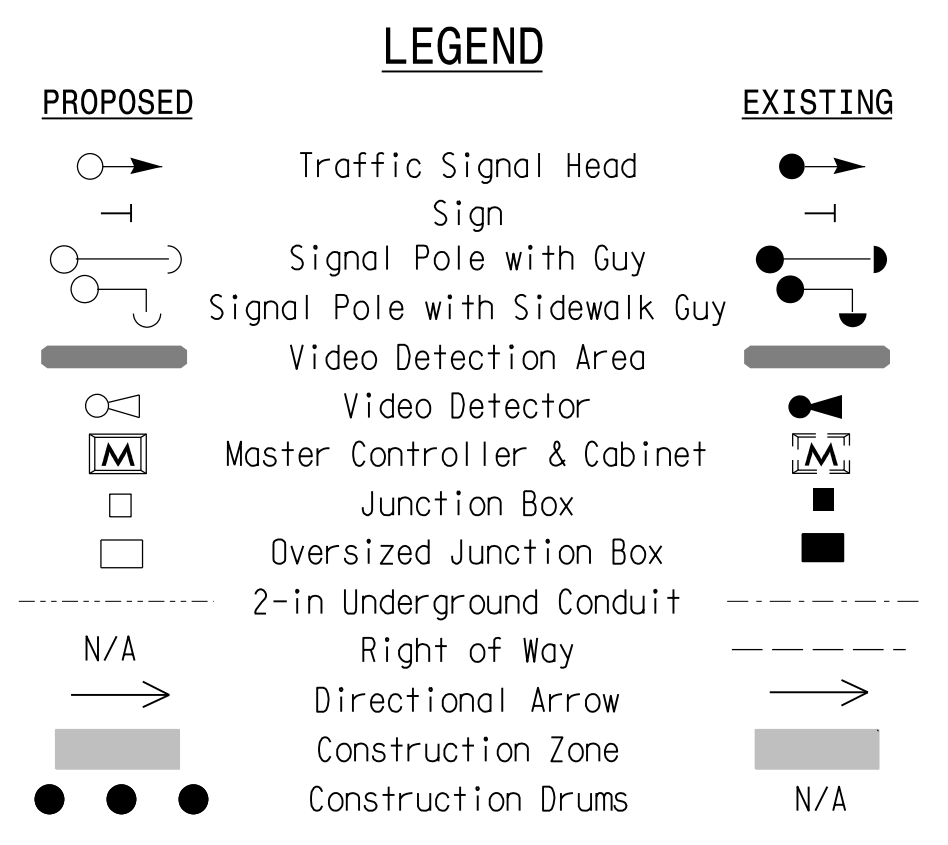 LEGEND
PROPOSED EXISTING
Traffic Signal Head
Sign
Signal Pole with Guy
Signal Pole with Sidewalk Guy
Video Detection Area
Video Detector
M Master Controller & Cabinet M
Junction Box
Oversized Junction Box
2-in Underground Conduit
N/A Right of Way
Directional Arrow
Construction Zone
Construction Drums N/A